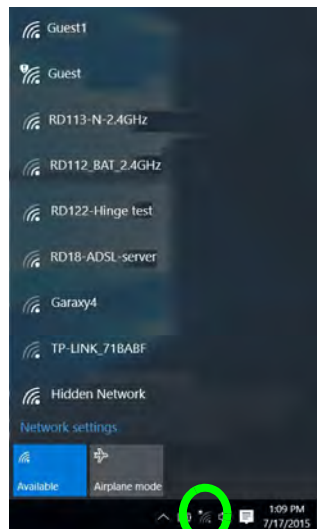 Guest1
Guest
RD113-N-2.4GHz
RD112_BAT_2.4GHz
RD122-Hinge test
RD18-ADSL-server
Garaxy4
TP-LINK_71BABF
Hidden Network
Network settings
Available
Airplane mode
1:09 PM
7/17/2015